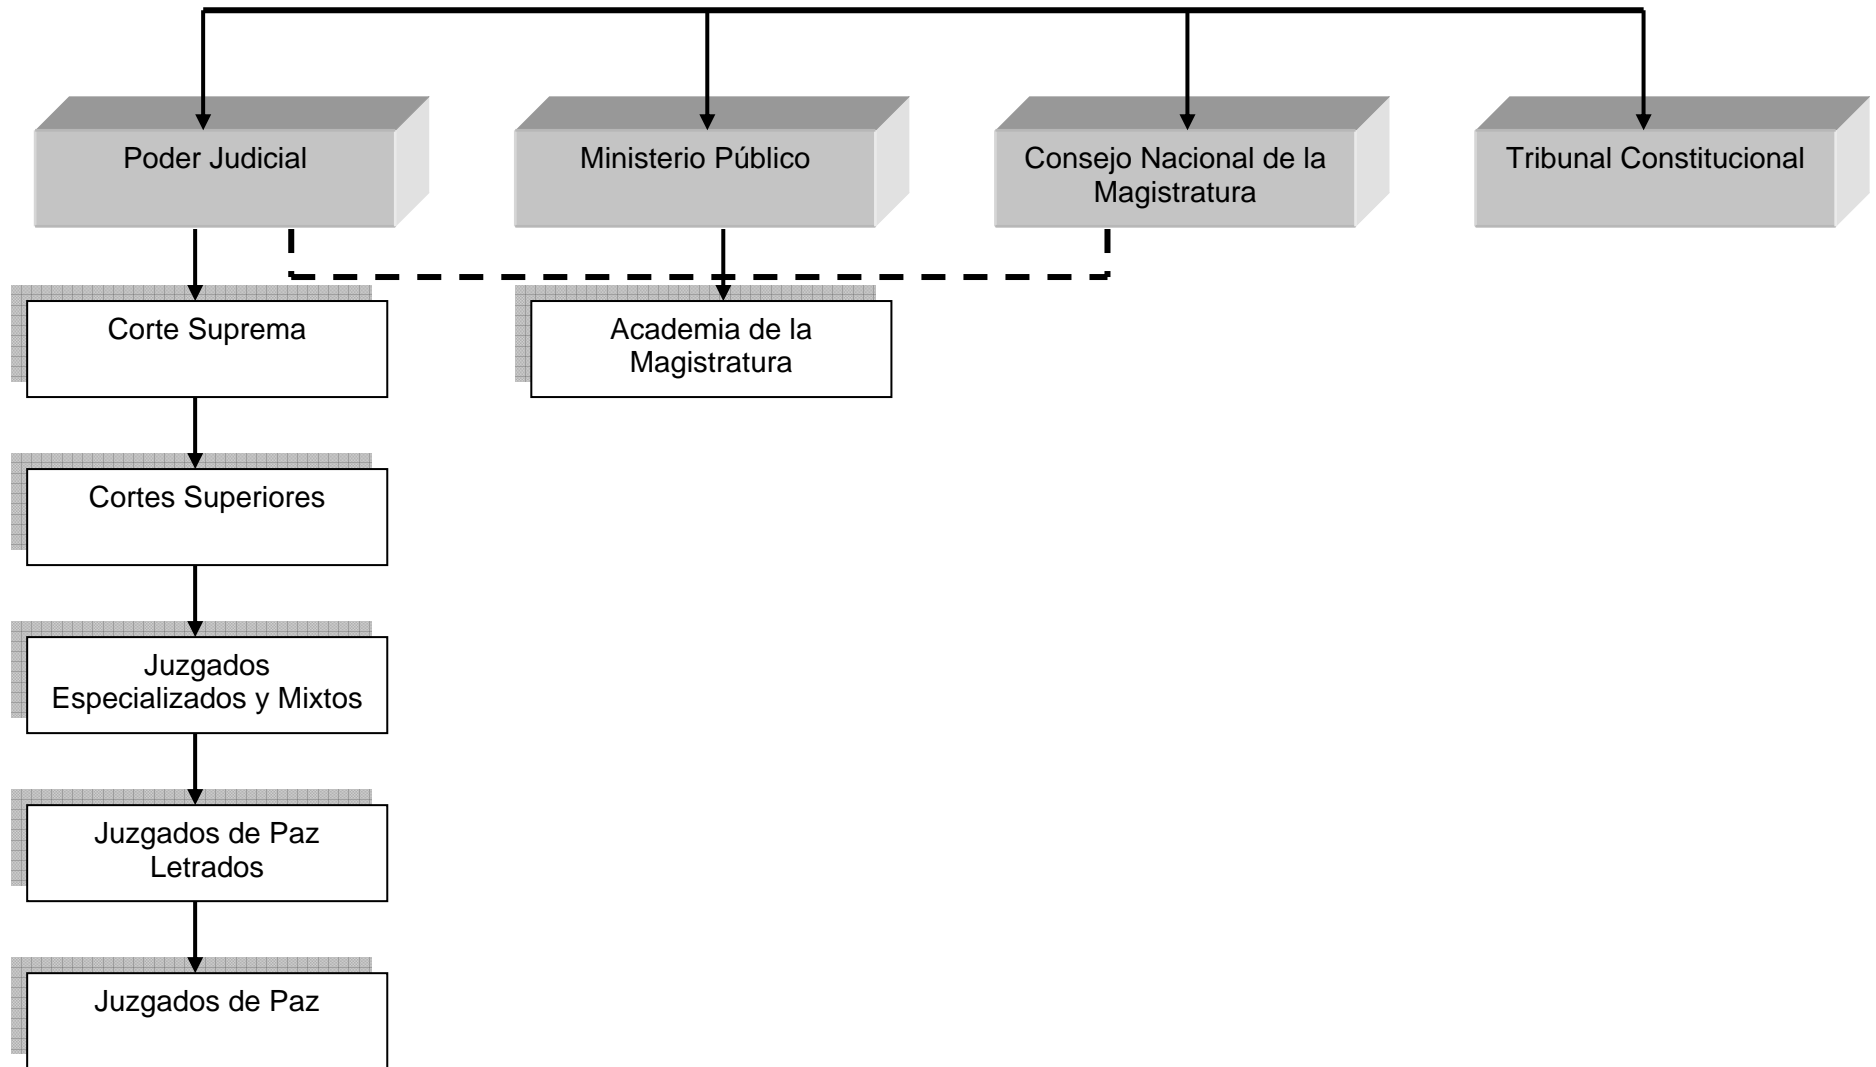 Poder Judicial
Ministerio Público
Consejo Nacional de la
Magistratura
Tribunal Constitucional
Corte Suprema
Academia de la
Magistratura
Cortes Superiores
Juzgados
Especializados y Mixtos
Juzgados de Paz
Letrados
Juzgados de Paz